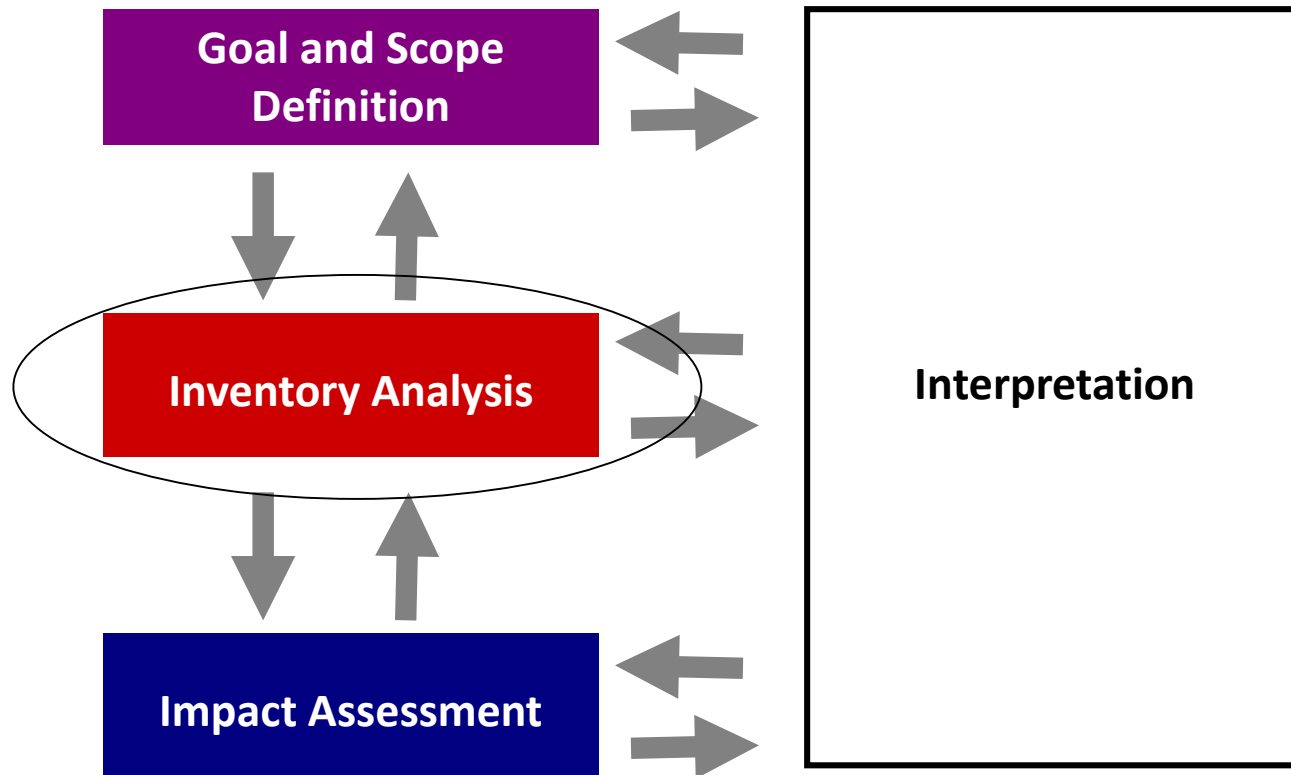 Goal and Scope
Definition
Inventory Analysis
Interpretation
Impact Assessment